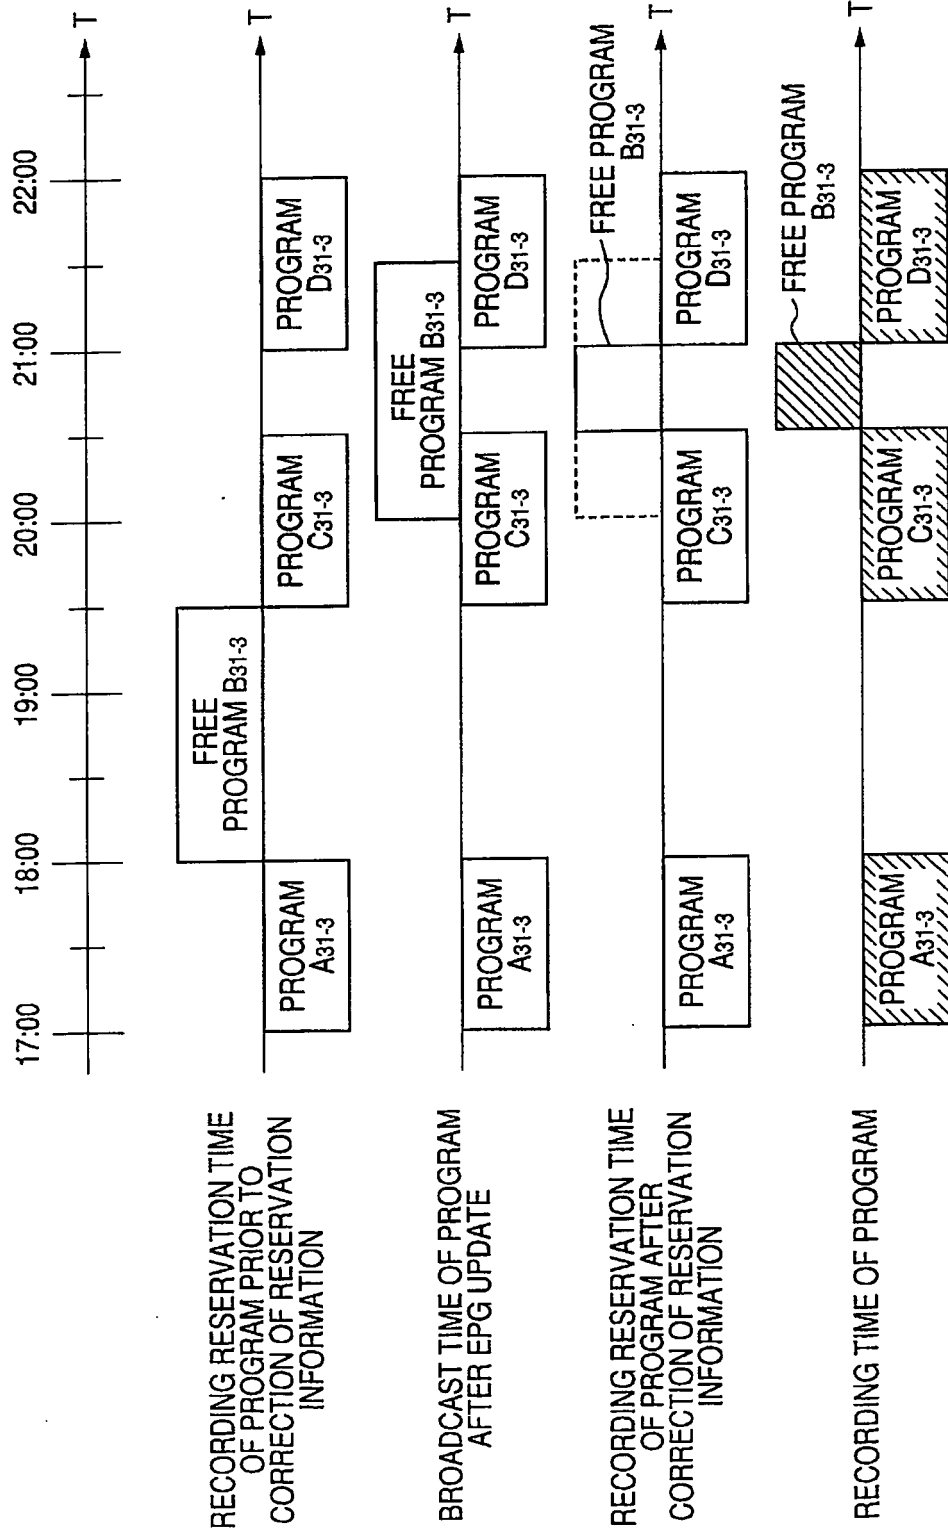 17:00
18:00
19:00
20:00
21:00
22:00
T
RECORDING RESERVATION TIME
OF PROGRAM PRIOR TO
CORRECTION OF RESERVATION
INFORMATION
PROGRAM
A31-3
FREE
PROGRAM B31-3
PROGRAM
C31-3
PROGRAM
D31-3
T
BROADCAST TIME OF PROGRAM
AFTER EPG UPDATE
PROGRAM
A31-3
PROGRAM
C31-3
FREE
PROGRAM B31-3
PROGRAM
D31-3
T
RECORDING RESERVATION TIME
OF PROGRAM AFTER
CORRECTION OF RESERVATION
INFORMATION
PROGRAM
A31-3
PROGRAM
C31-3
PROGRAM
D31-3
FREE PROGRAM
B31-3
T
RECORDING TIME OF PROGRAM
PROGRAM
A31-3
PROGRAM
C31-3
PROGRAM
D31-3
FREE PROGRAM
B31-3
T